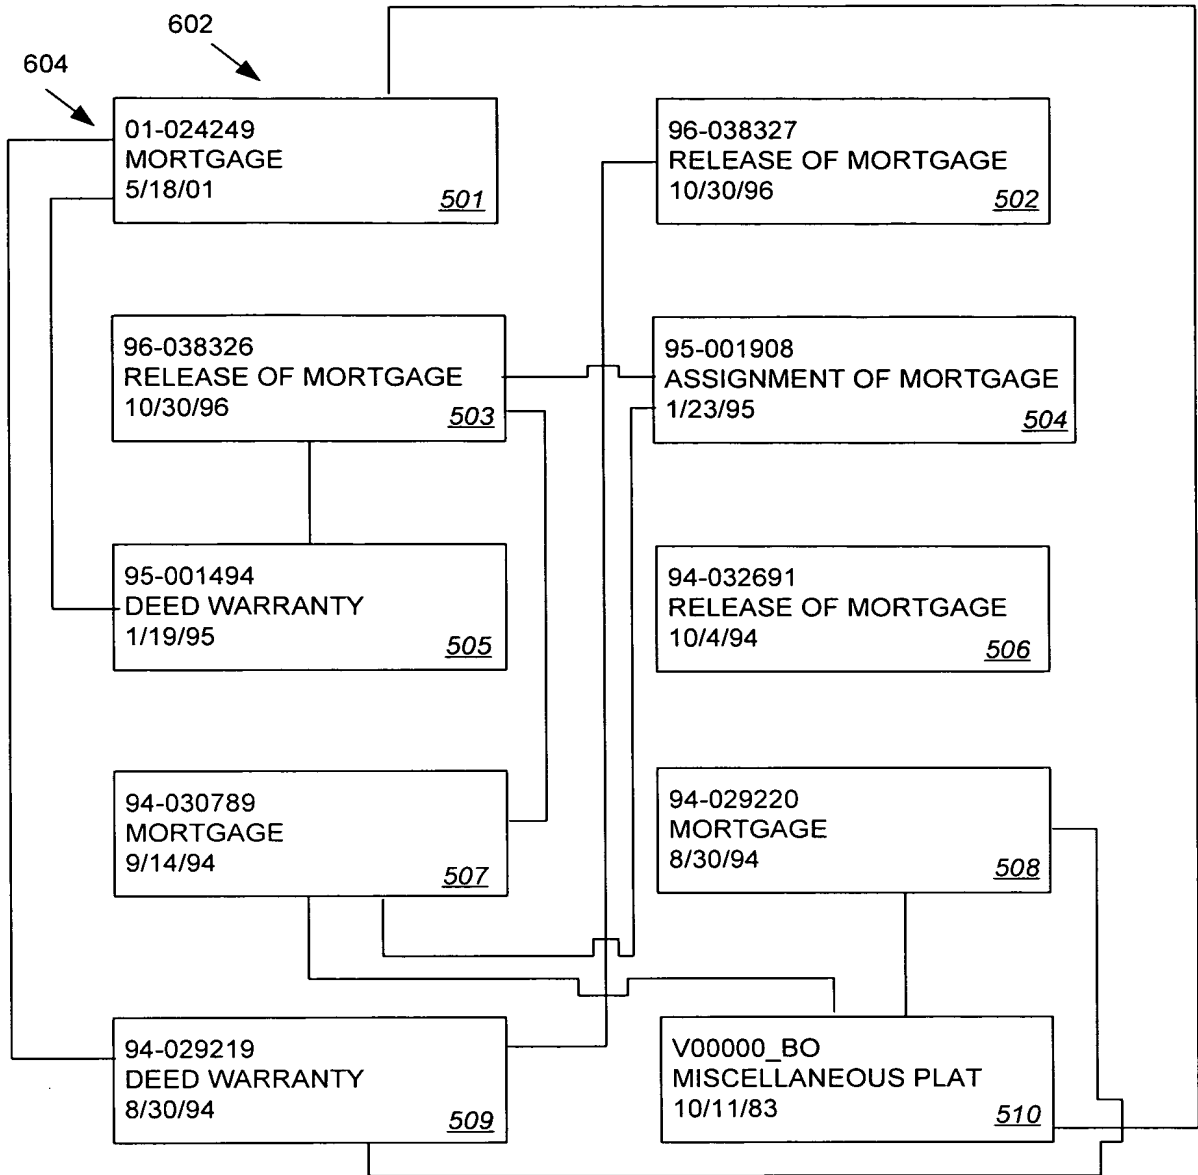 602
604
01-024249
MORTGAGE
5/18/01
501
96-038327
RELEASE OF MORTGAGE
10/30/96
502
96-038326
RELEASE OF MORTGAGE
10/30/96
503
95-001908
ASSIGNMENT OF MORTGAGE
1/23/95
504
95-001494
DEED WARRANTY
1/19/95
505
94-032691
RELEASE OF MORTGAGE
10/4/94
506
94-030789
MORTGAGE
9/14/94
507
94-029220
MORTGAGE
8/30/94
508
94-029219
DEED WARRANTY
8/30/94
509
V00000_BO
MISCELLANEOUS PLAT
10/11/83
510